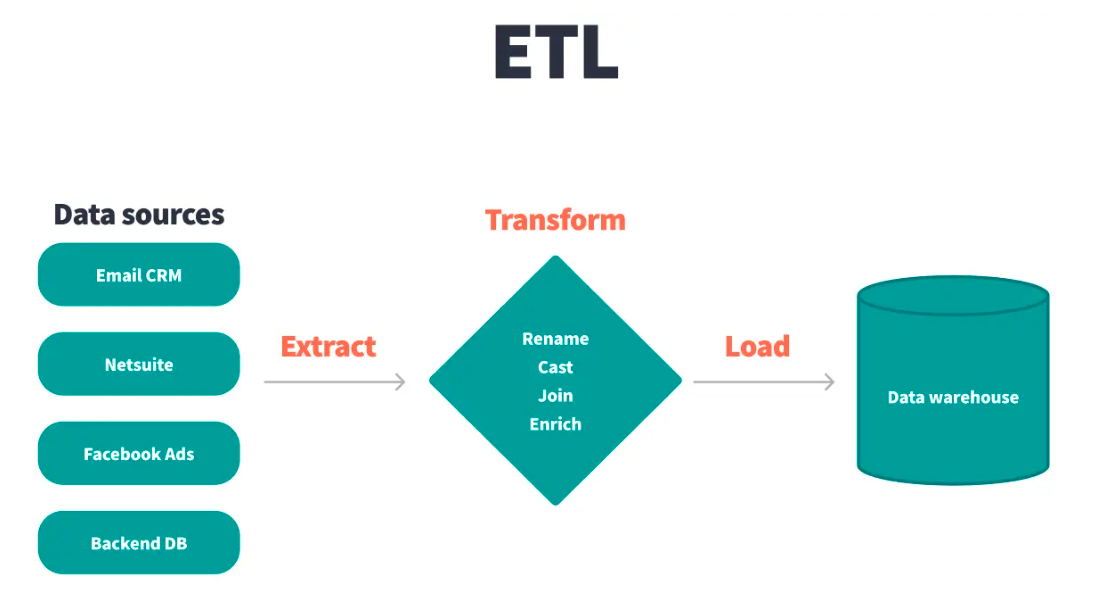 ETL
Data sources
Email CRM
Netsuite
Facebook Ads
Backend DB
Extract
Transform
Rename
Cast
Join
Enrich
Load
Data warehouse